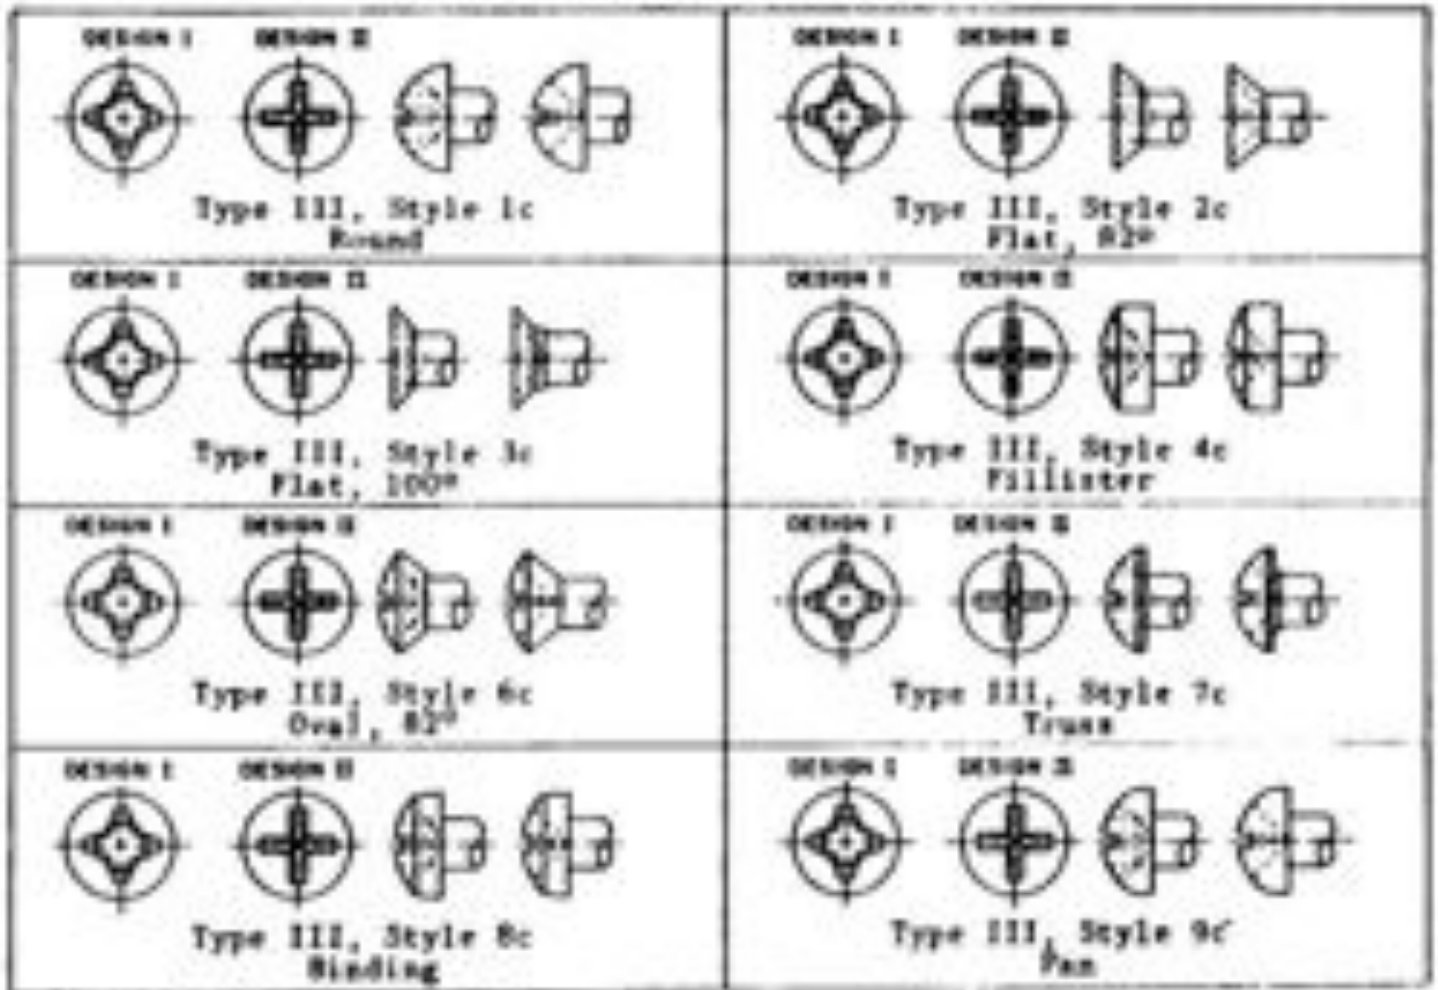 DESIGN I DESIGN II
Type III, Style 1c
Round
DESIGN I DESIGN II
Type III, Style 2c
Flat, 82º
DESIGN I DESIGN II
Type III, Style 3c
Flat, 100º
DESIGN I DESIGN II
Type III, Style 4c
Fillister
DESIGN I DESIGN II
Type III, Style 6c
Oval, 82º
DESIGN I DESIGN II
Type III, Style 7c
Truss
DESIGN I DESIGN II
Type III, Style 8c
Binding
DESIGN I DESIGN II
Type III, Style 9c
Pan